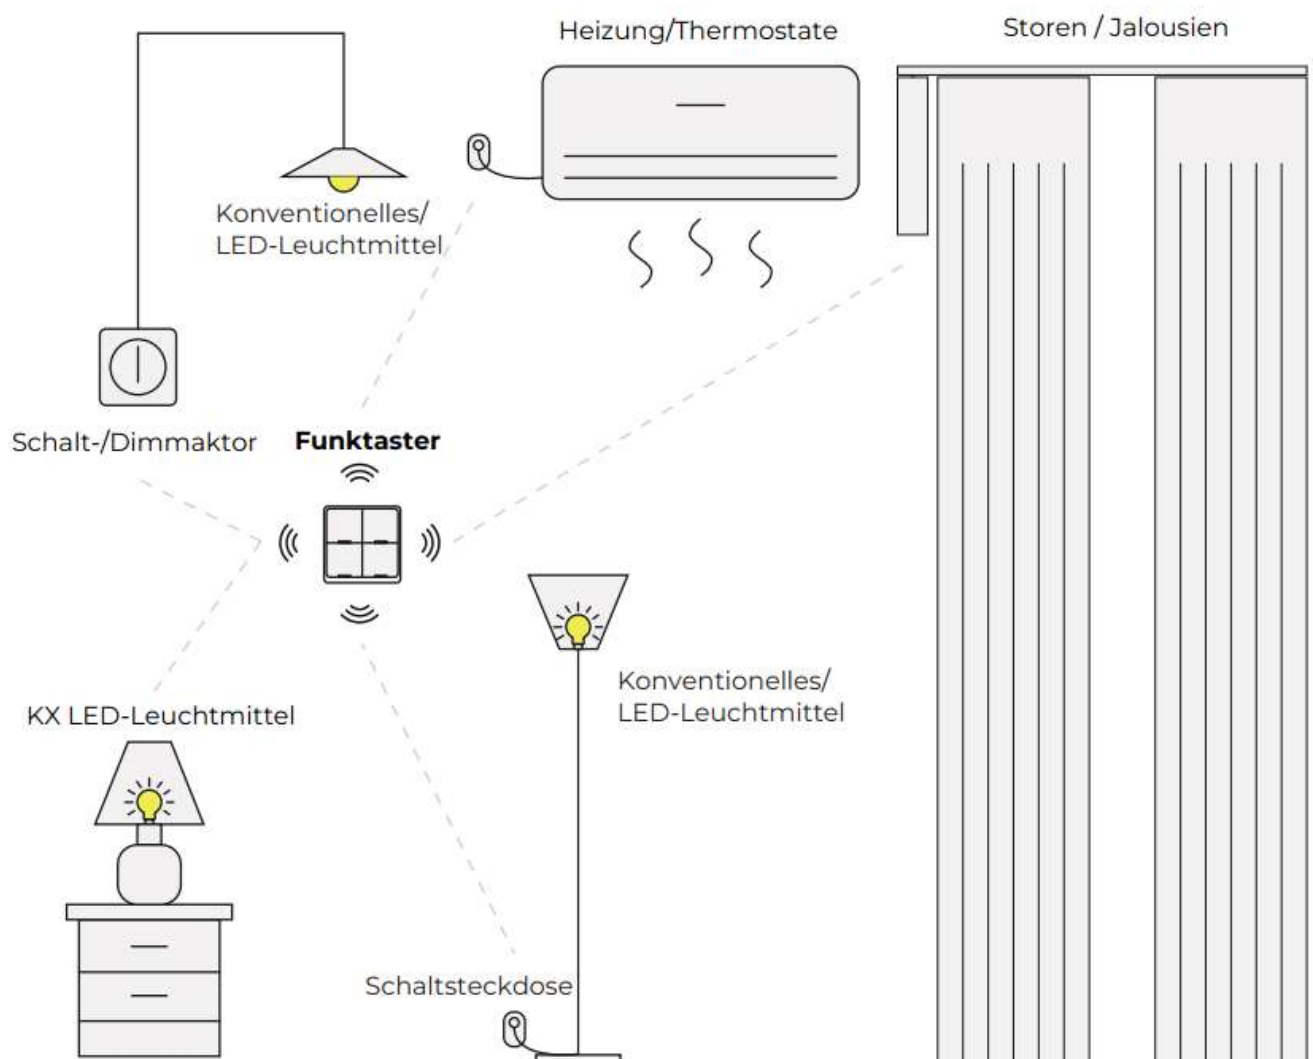 Heizung/Thermostate
Storen / Jalousien
Konventionelles/
LED-Leuchtmittel
Schalt-/Dimmaktor
Funktaster
Konventionelles/
LED-Leuchtmittel
KX LED-Leuchtmittel
Schaltsteckdose